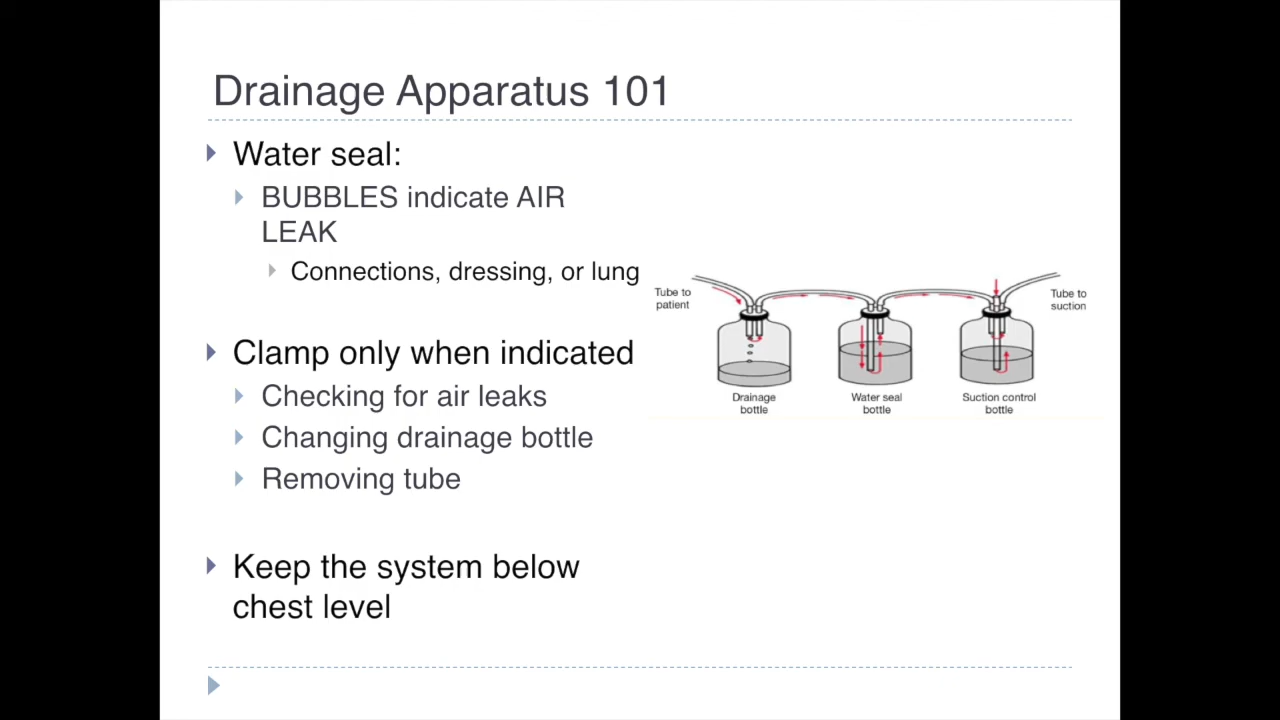 Drainage Apparatus 101
Water seal:
BUBBLES indicate AIR
LEAK
Connections, dressing, or lung
Clamp only when indicated
Checking for air leaks
Changing drainage bottle
Removing tube
Keep the system below
chest level
Tube to
patient
Tube to
suction
Drainage
bottle
Water seal
bottle
Suction control
bottle